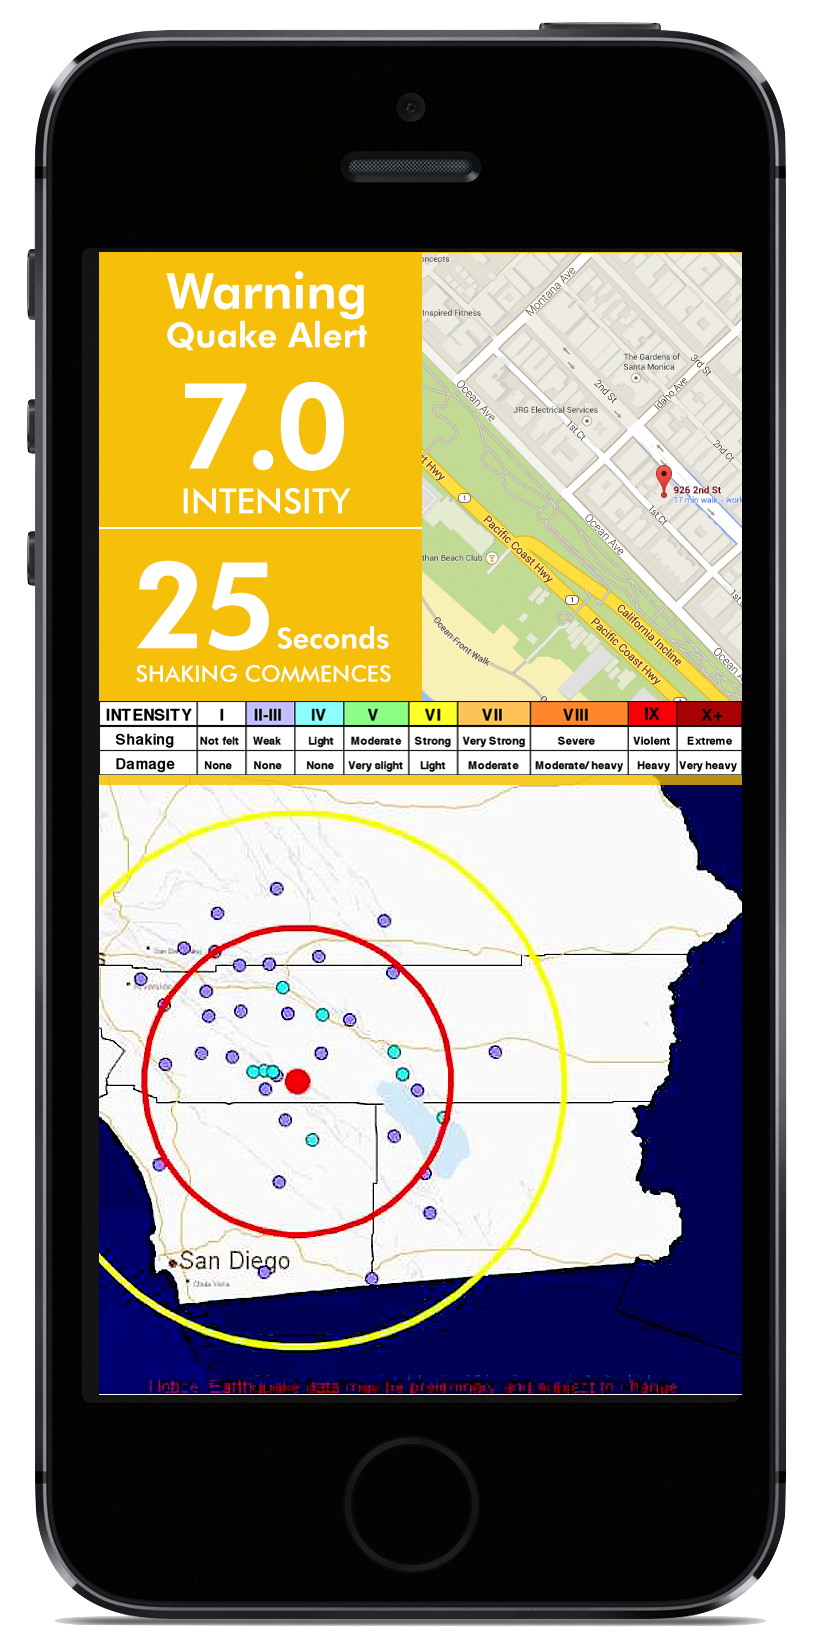 Warning
Quake Alert
7.0
INTENSITY
25 Seconds
SHAKING COMMENCES
oncepts
Montana Ave
Inspired Fitness
The Gardens of
Santa Monica
3rd St
Idaho Ave
2nd St
Ocean Ave
JRG Electrical Services
1st Ct
2nd Ct
926 2nd St
17 min walk - work
1st Ct
st Hwy
1
Pacific Coast Hwy
Ocean Ave
than Beach Club
1
1st
California Incline
Pacific Coast Hwy
Ocean Front Walk
Ocean
1
INTENSITY I II-III IV V VI VII VIII IX X+
Shaking Not felt Weak Light Moderate Strong Very Strong Severe Violent Extreme
Damage None None None Very slight Light Moderate Moderate/ heavy Heavy Very heavy
Riverside
San Diego
Chula Vista
Notice: Earthquake data may be preliminary and subject to change